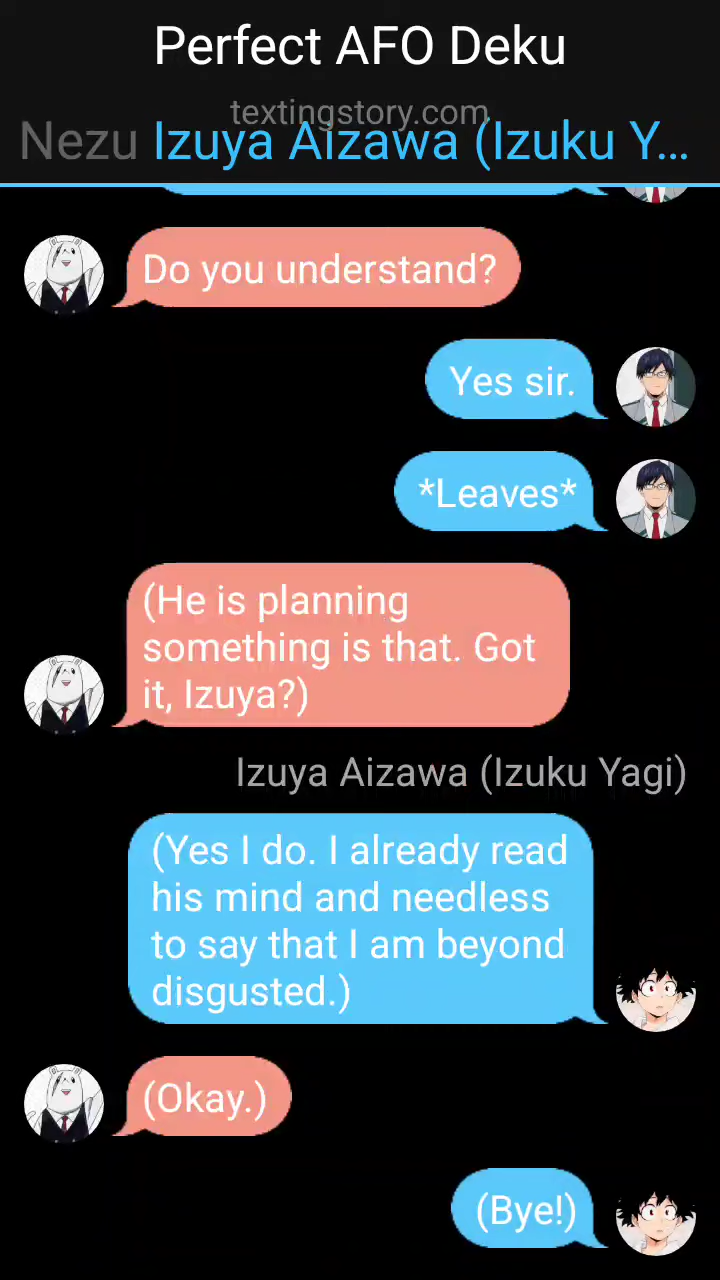 Perfect AFO Deku
textingstory.com
Nezu Izuya Aizawa (Izuku Y...
Do you understand?
Yes sir.
*Leaves*
(He is planning
something is that. Got
it, Izuya?)
Izuya Aizawa (Izuku Yagi)
(Yes I do. I already read
his mind and needless
to say that I am beyond
disgusted.)
(Okay.)
(Bye!)